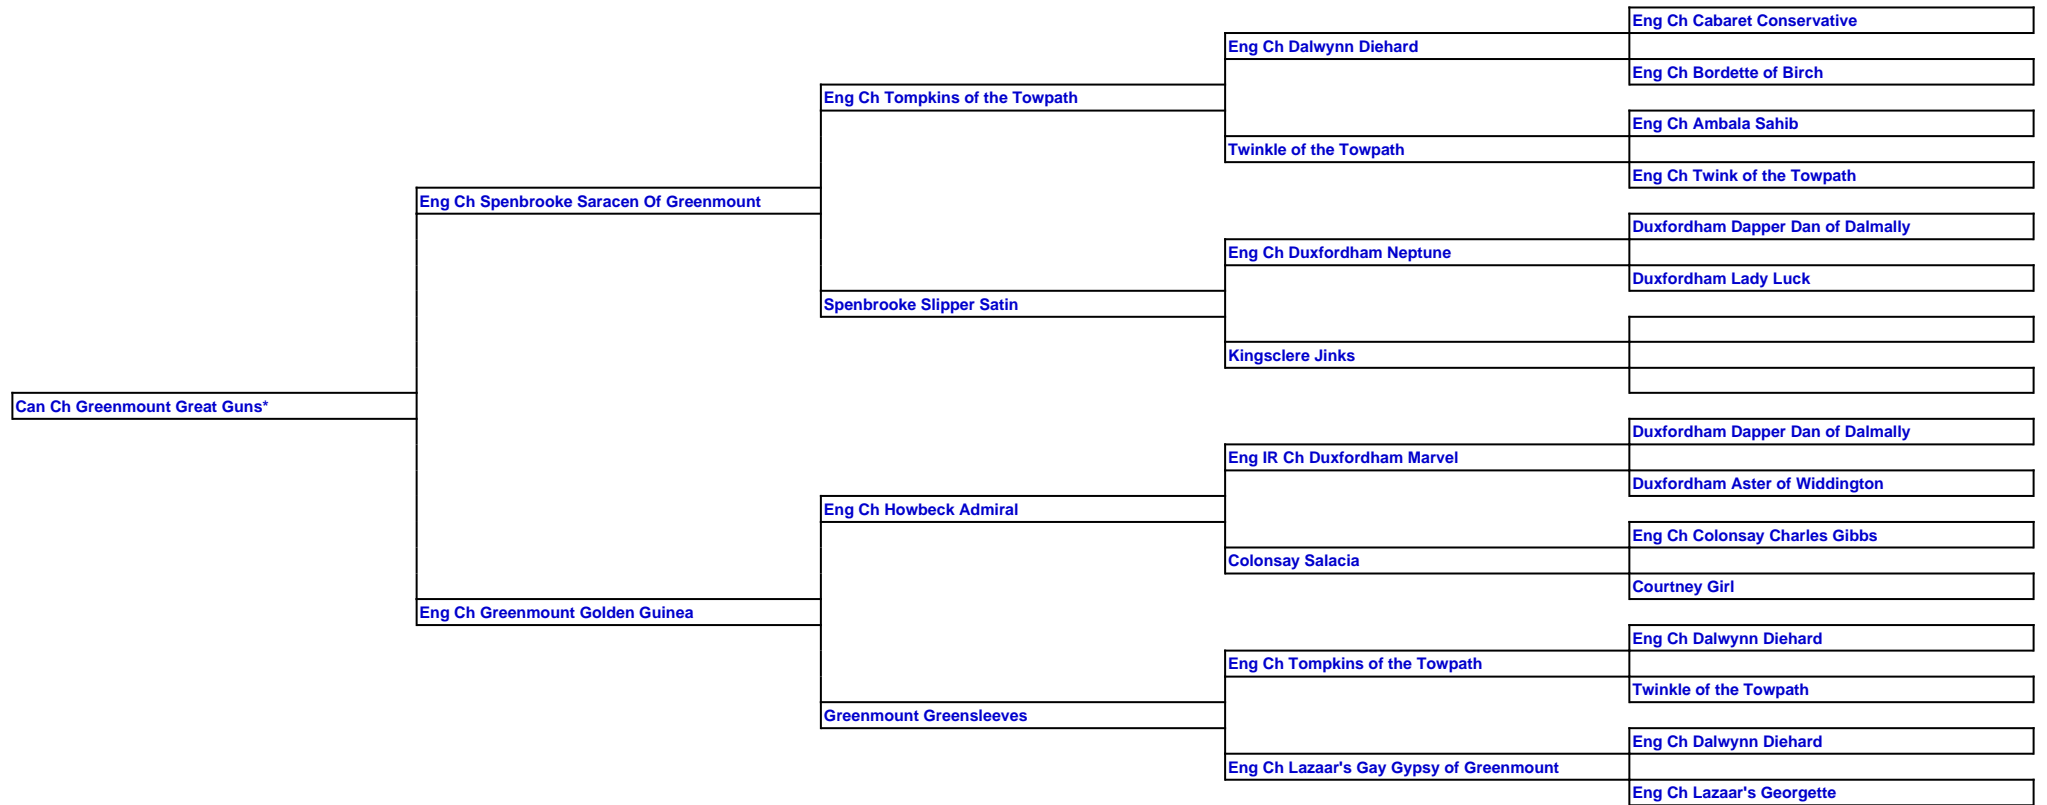 Eng Ch Cabaret Conservative
Eng Ch Dalwynn Diehard
Eng Ch Bordette of Birch
Eng Ch Tompkins of the Towpath
Eng Ch Ambala Sahib
Twinkle of the Towpath
Eng Ch Twink of the Towpath
Eng Ch Spenbrooke Saracen Of Greenmount
Duxfordham Dapper Dan of Dalmally
Eng Ch Duxfordham Neptune
Duxfordham Lady Luck
Spenbrooke Slipper Satin
Kingsclere Jinks
Can Ch Greenmount Great Guns*
Duxfordham Dapper Dan of Dalmally
Eng IR Ch Duxfordham Marvel
Duxfordham Aster of Widdington
Eng Ch Howbeck Admiral
Eng Ch Colonsay Charles Gibbs
Colonsay Salacia
Courtney Girl
Eng Ch Greenmount Golden Guinea
Eng Ch Dalwynn Diehard
Eng Ch Tompkins of the Towpath
Twinkle of the Towpath
Greenmount Greensleeves
Eng Ch Dalwynn Diehard
Eng Ch Lazaar's Gay Gypsy of Greenmount
Eng Ch Lazaar's Georgette